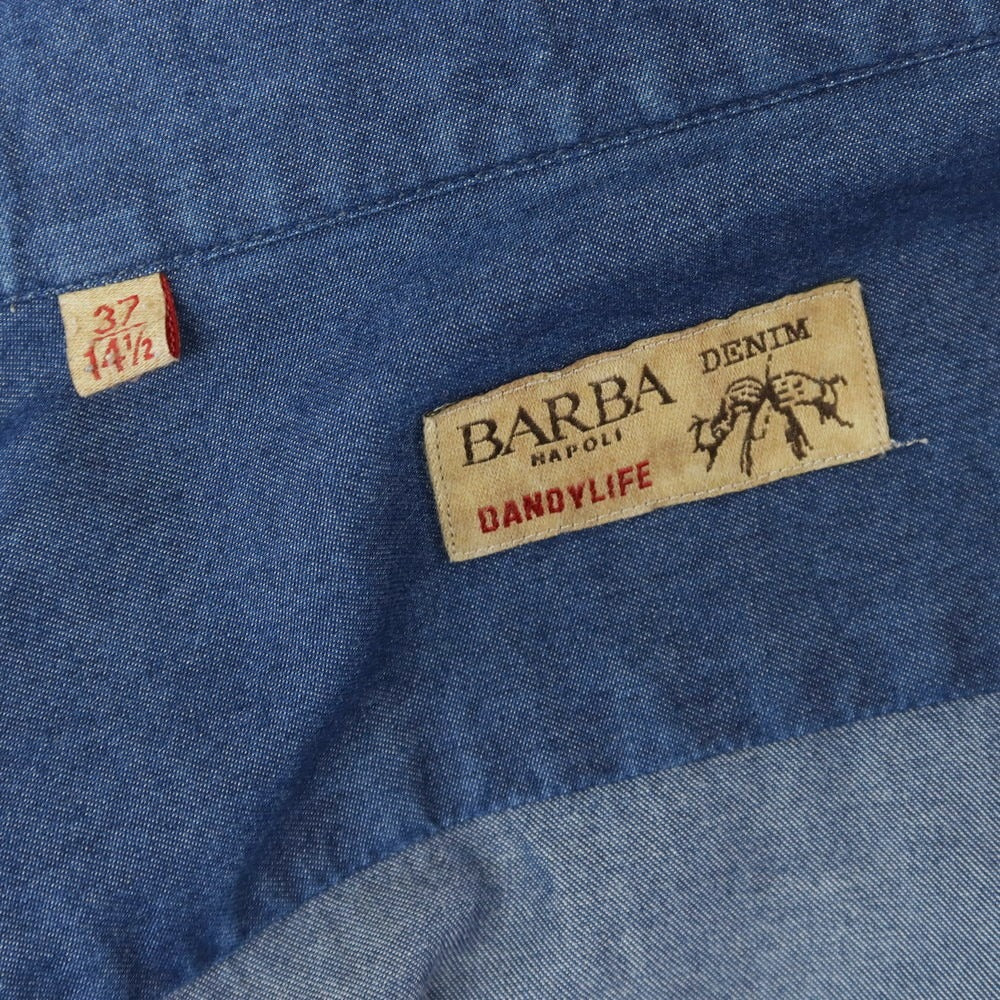 37
14½
BARBA
NAPOLI
DENIM
DANDYLIFE